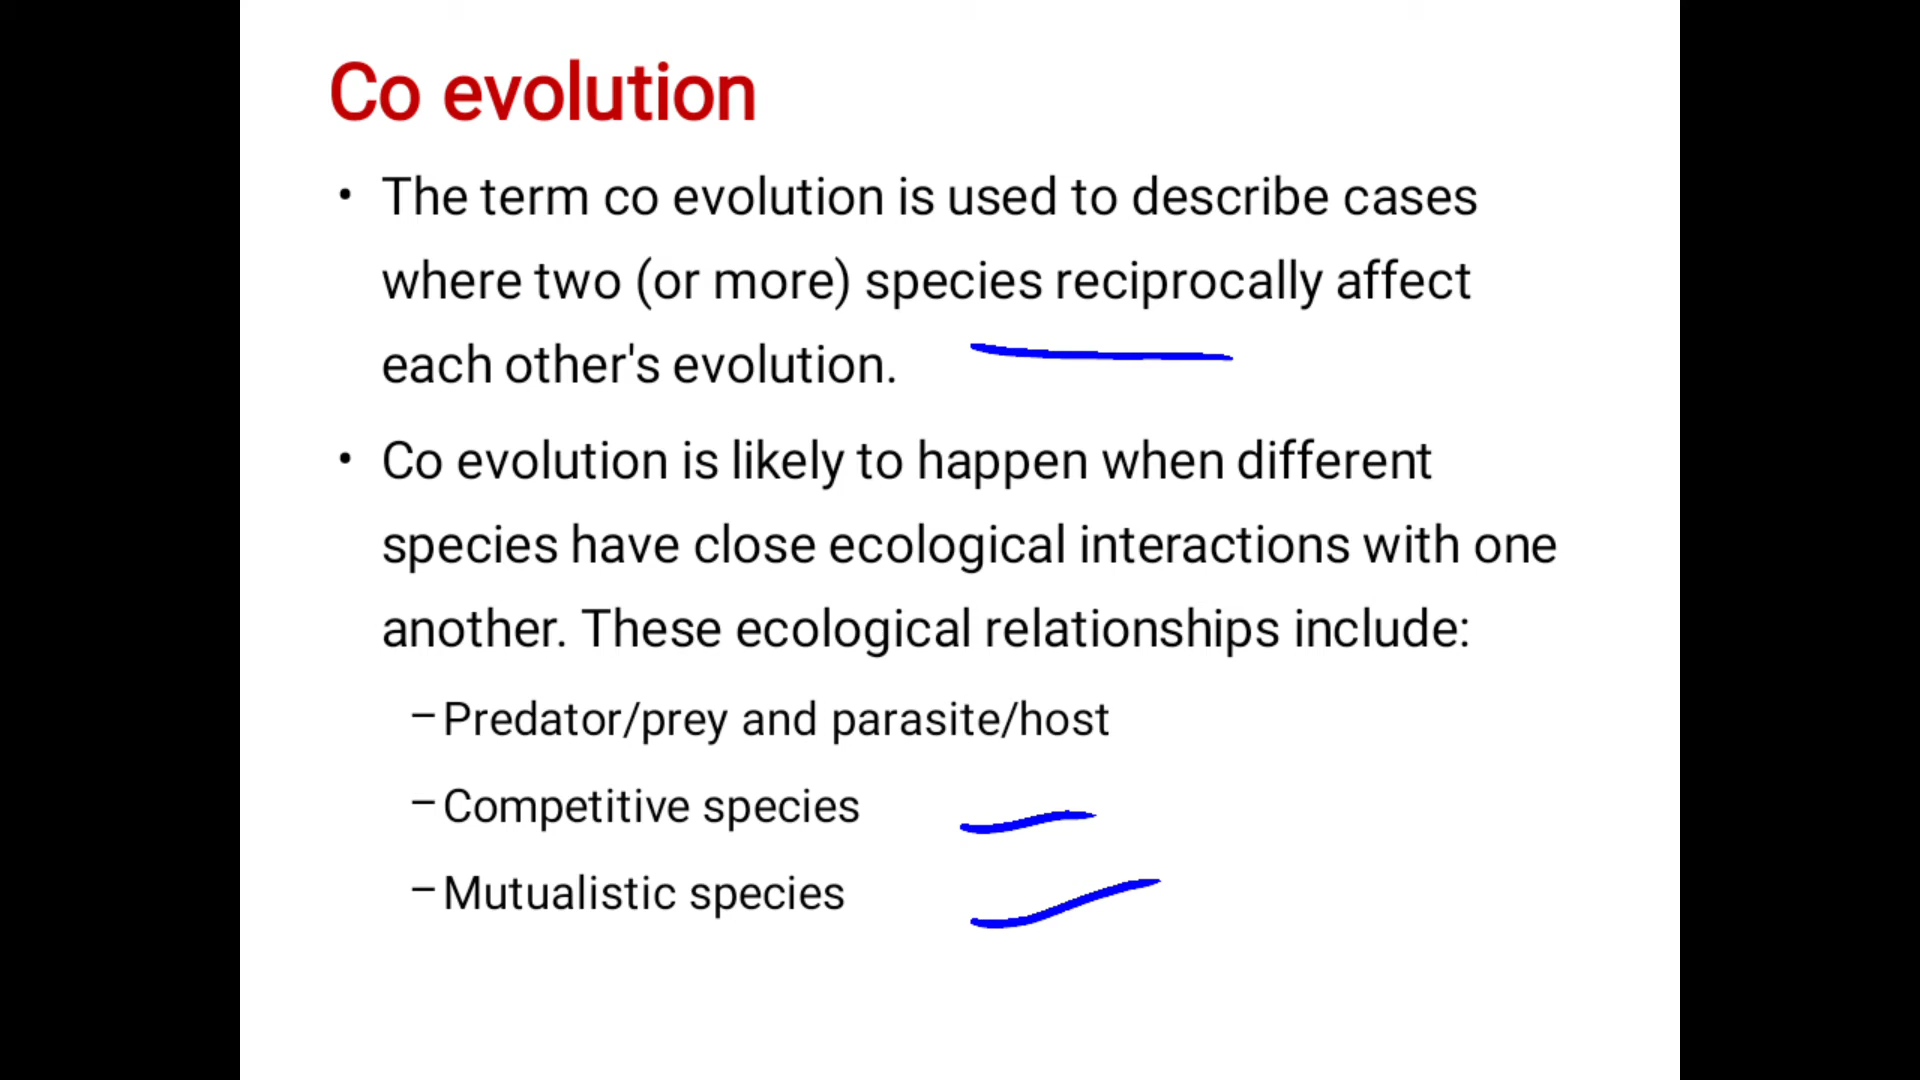 Co evolution
• The term co evolution is used to describe cases
where two (or more) species reciprocally affect
each other's evolution.
• Co evolution is likely to happen when different
species have close ecological interactions with one
another. These ecological relationships include:
–Predator/prey and parasite/host
–Competitive species
–Mutualistic species